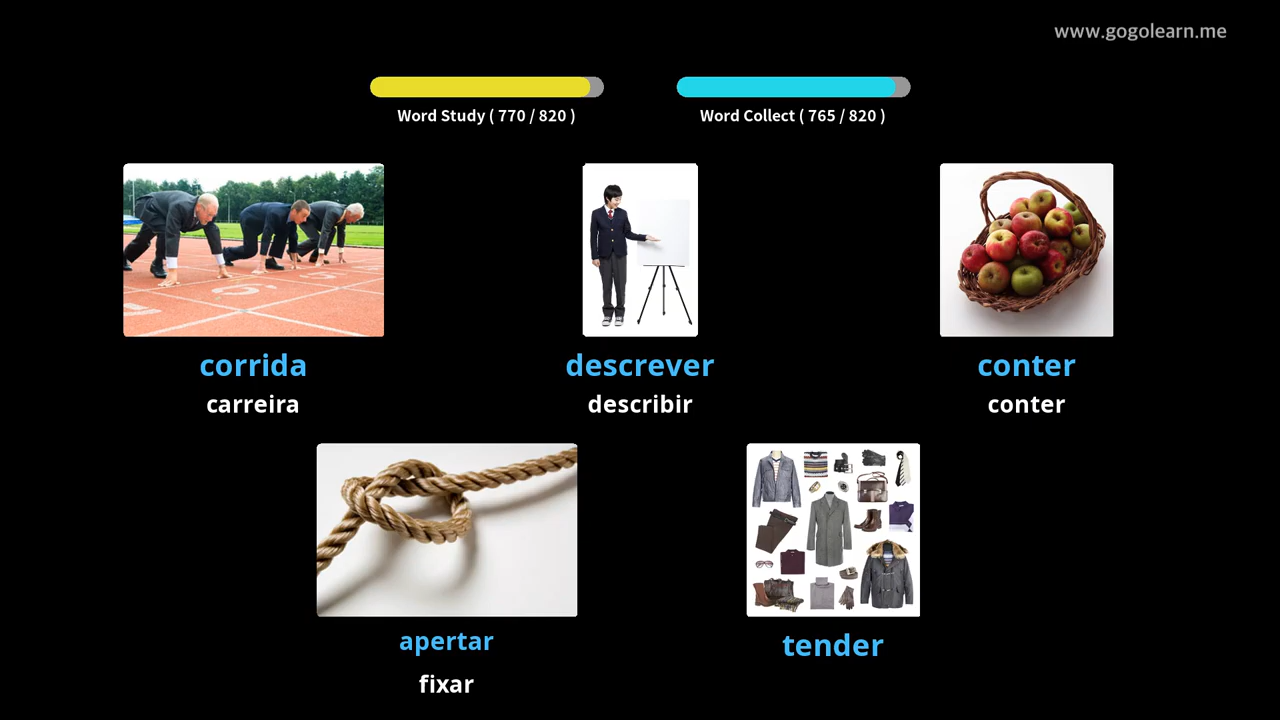 www.gogolearn.me
Word Study ( 770 / 820 )
Word Collect ( 765 / 820 )
corrida
carreira
descrever
describir
conter
conter
apertar
fixar
tender